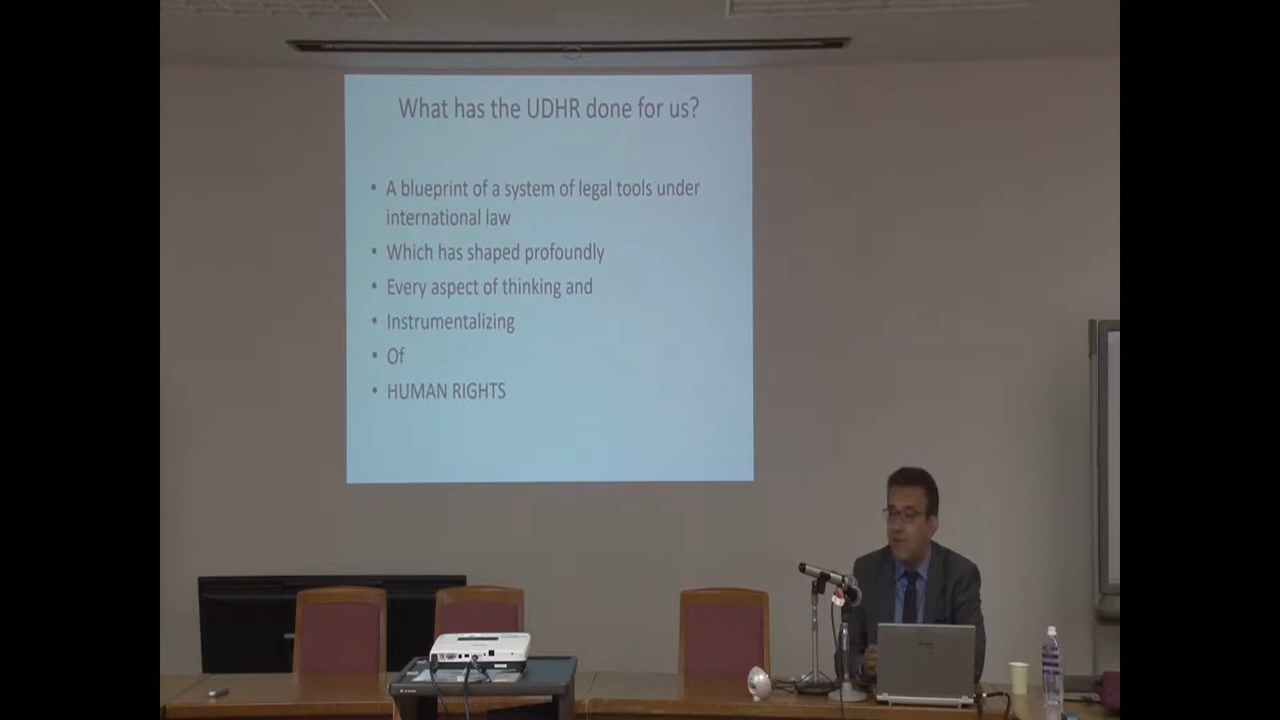 What has the UDHR done for us?
• A blueprint of a system of legal tools under
international law
• Which has shaped profoundly
• Every aspect of thinking and
• Instrumentalizing
• Of
• HUMAN RIGHTS